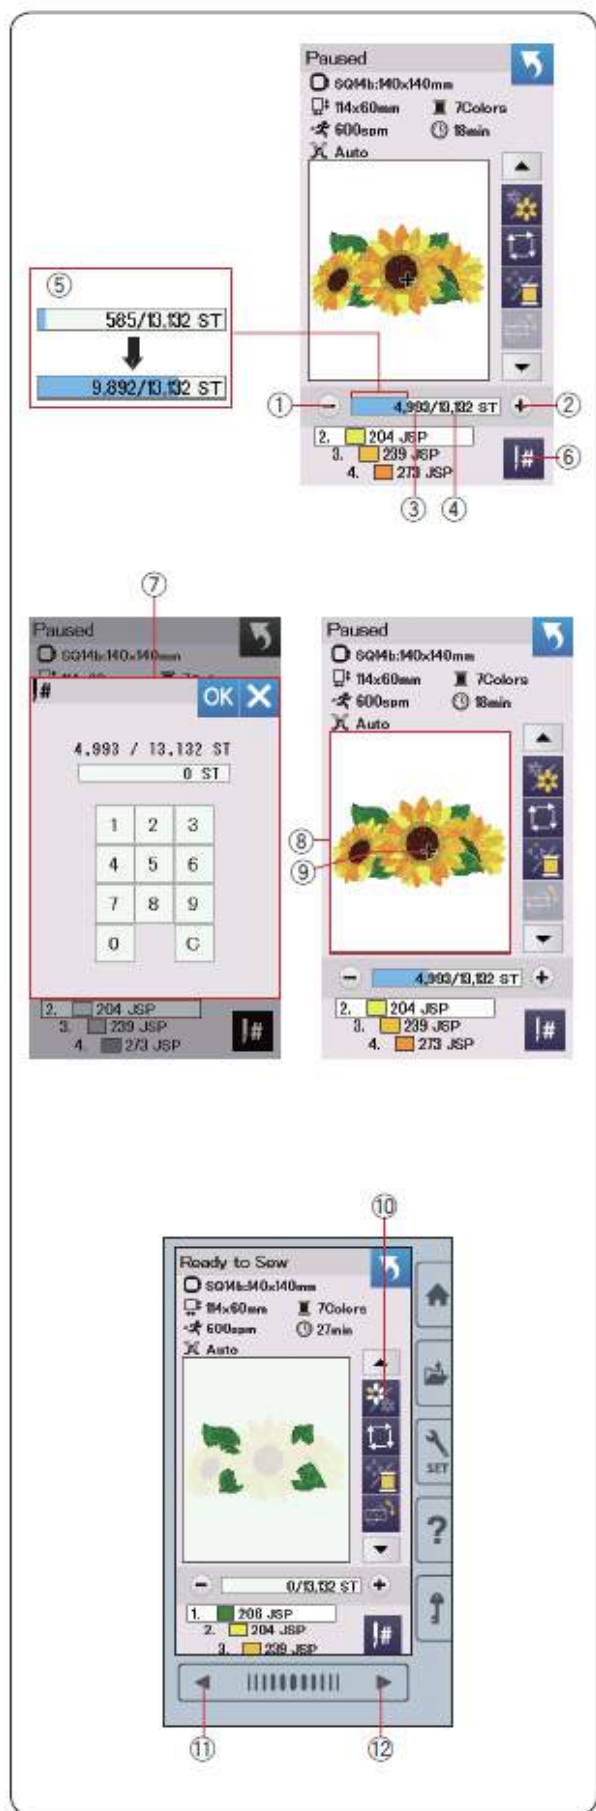 Paused
SQ14b:140x140mm
114x60mm 7Colors
600spm 18min
Auto
⑤
565/13,132 ST
9,892/13,132 ST
① − 4,993/13,132 ST + ②
2. 204 JSP
3. 239 JSP
4. 273 JSP
# ⑥
③ ④
⑦
Paused
SQ14b:140x140mm
#
OK
4,993 / 13,132 ST
0 ST
1 2 3
4 5 6
7 8 9
0 C
2. 204 JSP
3. 239 JSP
4. 273 JSP
#
Paused
SQ14b:140x140mm
114x60mm 7Colors
600spm 18min
Auto
⑧
⑨
− 4,993/13,132 ST +
2. 204 JSP
3. 239 JSP
4. 273 JSP
#
⑩
Ready to Sew
SQ14b:140x140mm
114x60mm 7Colors
600spm 27min
Auto
SET
?
− 0/13,132 ST +
1. 206 JSP
2. 204 JSP
3. 239 JSP
#
⑪ ⑫